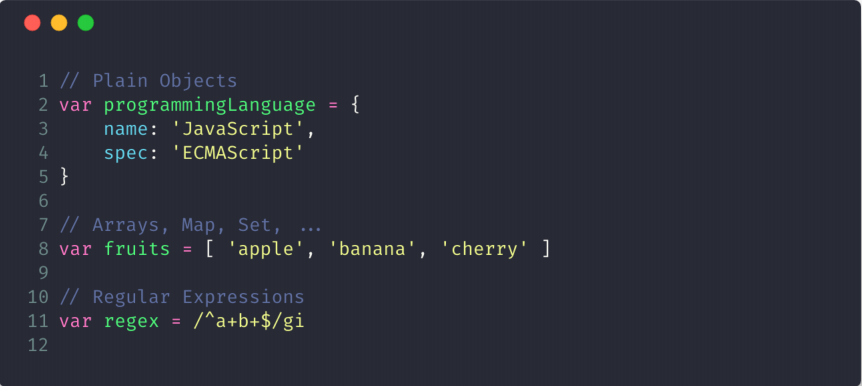 1 // Plain Objects
2 var programmingLanguage = {
3     name: 'JavaScript',
4     spec: 'ECMAScript'
5 }
6
7 // Arrays, Map, Set, ...
8 var fruits = [ 'apple', 'banana', 'cherry' ]
9
10 // Regular Expressions
11 var regex = /^a+b+$/gi
12